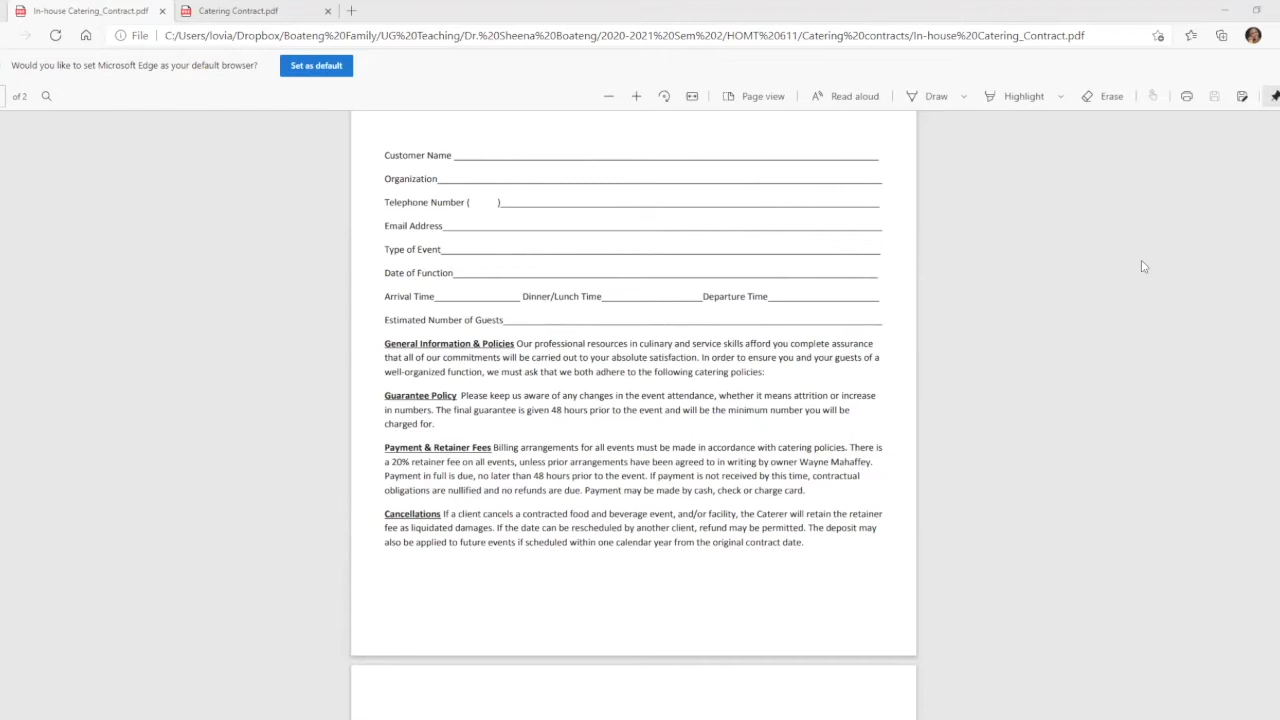 In-house Catering_Contract.pdf
Catering Contract.pdf
File C:/Users/lovia/Dropbox/Boateng%20Family/UG%20Teaching/Dr.%20Sheena%20Boateng/2020-2021%20Sem%202/HOMT%20611/Catering%20contracts/In-house%20Catering_Contract.pdf
Would you like to set Microsoft Edge as your default browser? Set as default
of 2 Page view Read aloud Draw Highlight Erase
Customer Name
Organization
Telephone Number ( )
Email Address
Type of Event
Date of Function
Arrival Time Dinner/Lunch Time Departure Time
Estimated Number of Guests
General Information & Policies Our professional resources in culinary and service skills afford you complete assurance
that all of our commitments will be carried out to your absolute satisfaction. In order to ensure you and your guests of a
well-organized function, we must ask that we both adhere to the following catering policies:
Guarantee Policy Please keep us aware of any changes in the event attendance, whether it means attrition or increase
in numbers. The final guarantee is given 48 hours prior to the event and will be the minimum number you will be
charged for.
Payment & Retainer Fees Billing arrangements for all events must be made in accordance with catering policies. There is
a 20% retainer fee on all events, unless prior arrangements have been agreed to in writing by owner Wayne Mahaffey.
Payment in full is due, no later than 48 hours prior to the event. If payment is not received by this time, contractual
obligations are nullified and no refunds are due. Payment may be made by cash, check or charge card.
Cancellations If a client cancels a contracted food and beverage event, and/or facility, the Caterer will retain the retainer
fee as liquidated damages. If the date can be rescheduled by another client, refund may be permitted. The deposit may
also be applied to future events if scheduled within one calendar year from the original contract date.